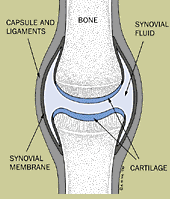 BONE
CAPSULE AND
LIGAMENTS
SYNOVIAL
FLUID
SYNOVIAL
MEMBRANE
CARTILAGE